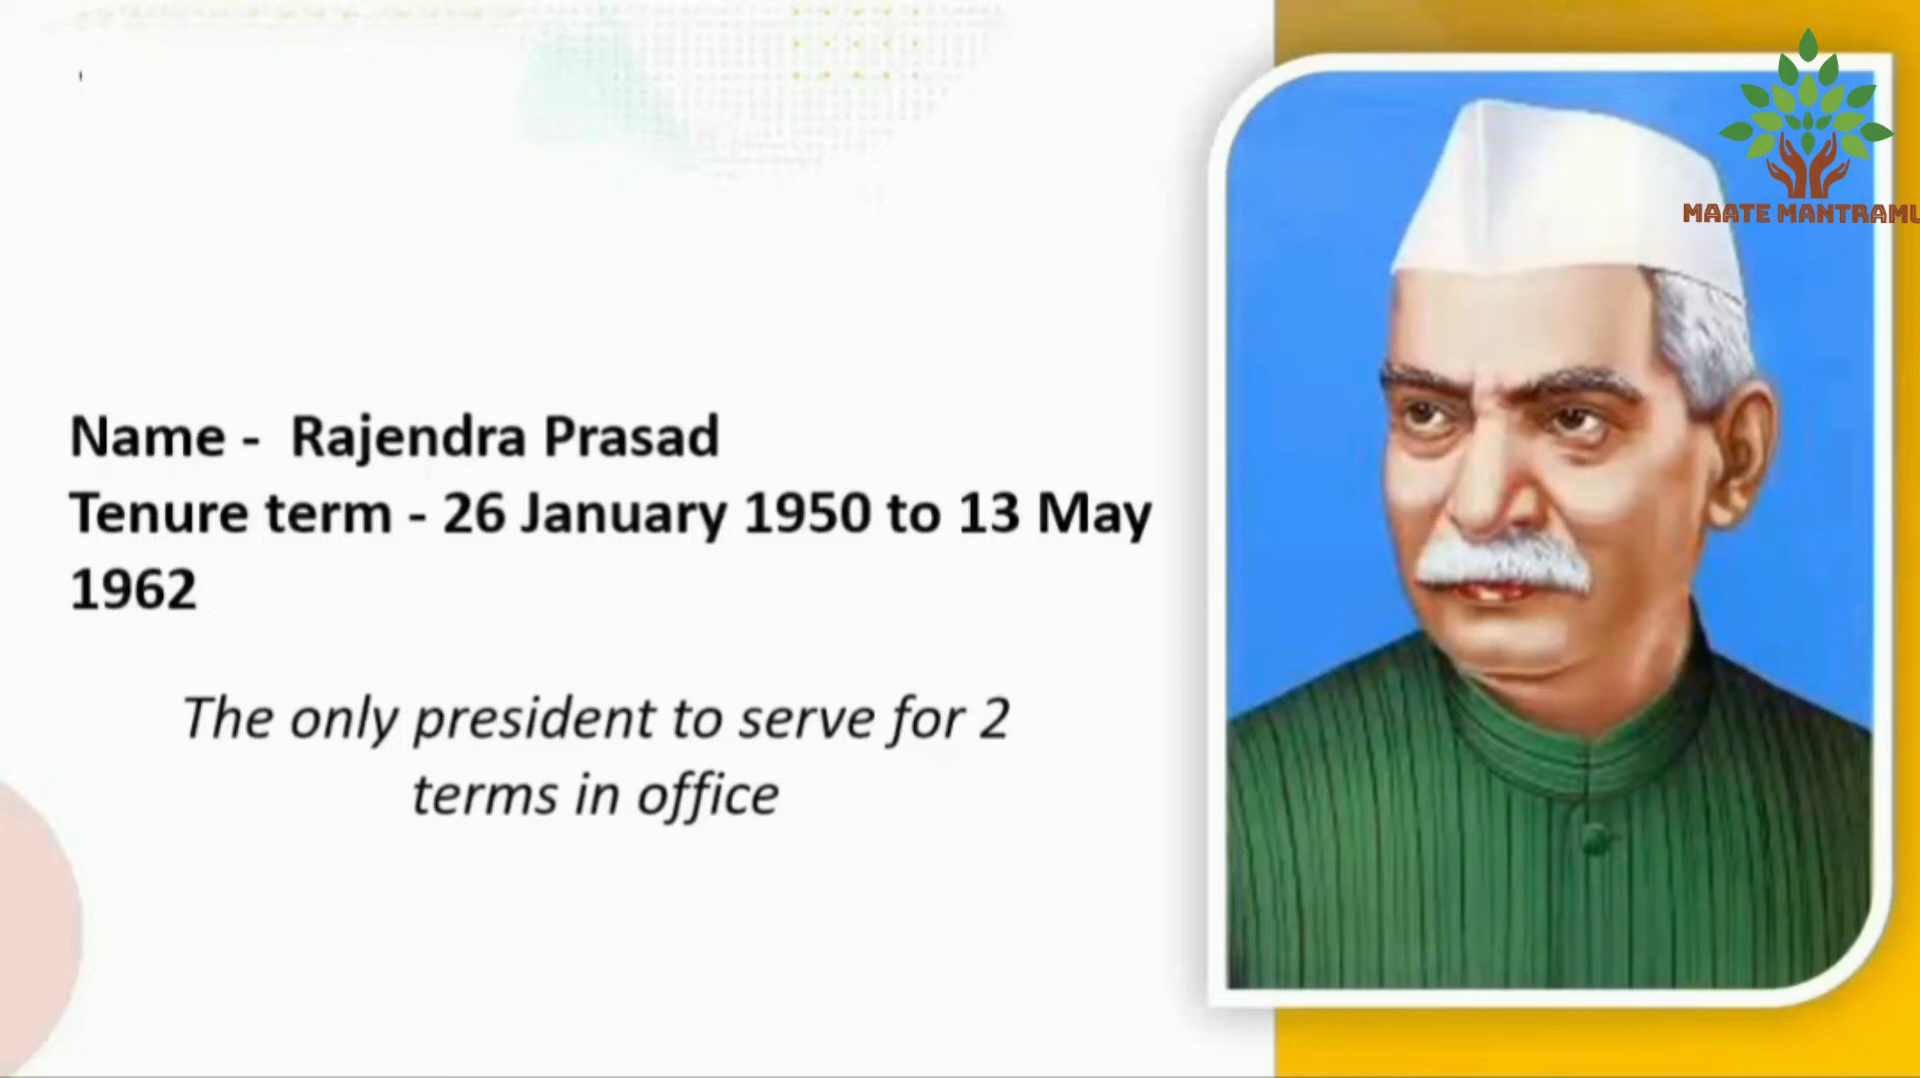 MAATE MANTRAMU
Name - Rajendra Prasad
Tenure term - 26 January 1950 to 13 May
1962
The only president to serve for 2
terms in office